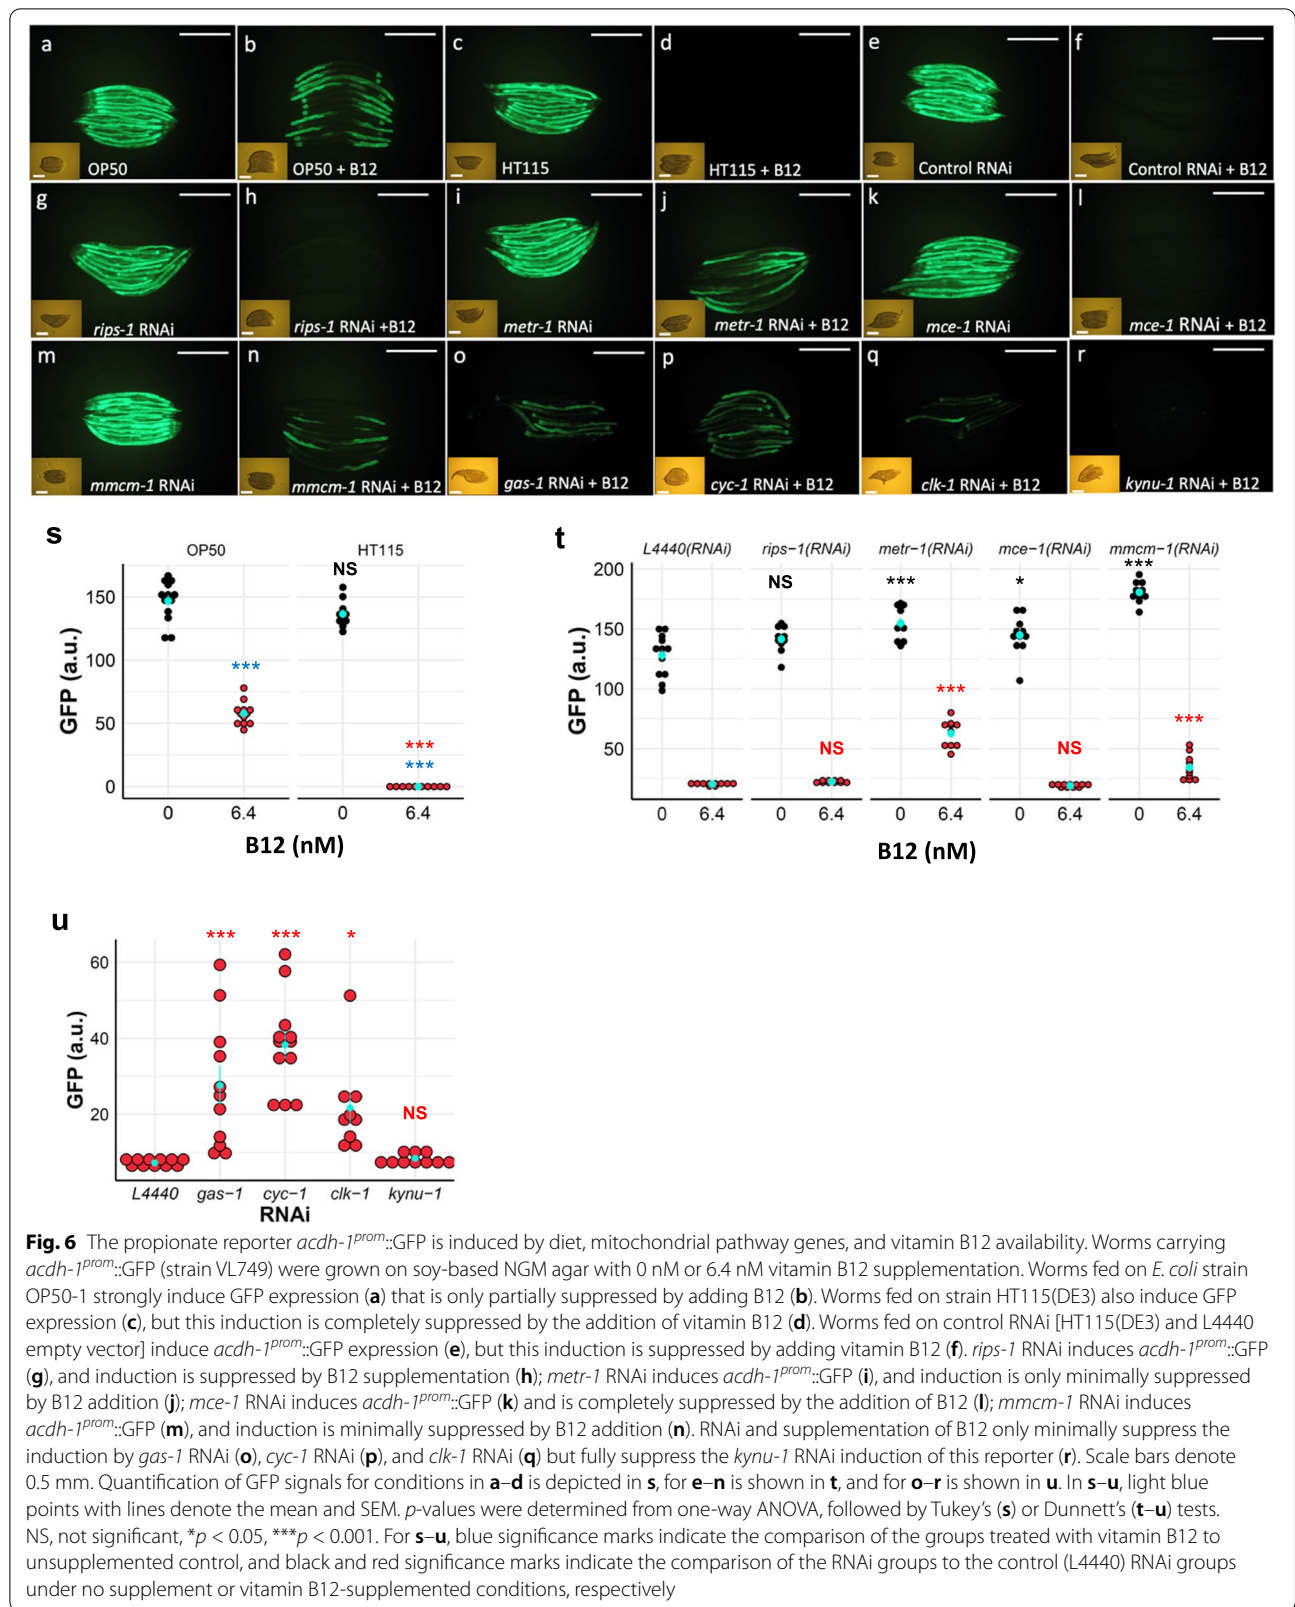 a b c d e f
OP50 OP50 + B12 HT115 HT115 + B12 Control RNAi Control RNAi + B12
g h i j k l
rips-1 RNAi rips-1 RNAi +B12 metr-1 RNAi metr-1 RNAi + B12 mce-1 RNAi mce-1 RNAi + B12
m n o p q r
mmcm-1 RNAi mmcm-1 RNAi + B12 gas-1 RNAi + B12 cyc-1 RNAi + B12 clk-1 RNAi + B12 kynu-1 RNAi + B12
s
OP50 HT115
NS
150
***
100
50
***
***
0
GFP (a.u.)
0 6.4 0 6.4
B12 (nM)
t
L4440(RNAi) rips−1(RNAi) metr−1(RNAi) mce−1(RNAi) mmcm−1(RNAi)
200
NS *** * ***
150
100
*** ***
NS NS
50
GFP (a.u.)
0 6.4 0 6.4 0 6.4 0 6.4 0 6.4
B12 (nM)
u
*** *** *
60
40
20
NS
GFP (a.u.)
L4440 gas−1 cyc−1 clk−1 kynu−1
RNAi
Fig. 6 The propionate reporter acdh-1prom::GFP is induced by diet, mitochondrial pathway genes, and vitamin B12 availability. Worms carrying
acdh-1prom::GFP (strain VL749) were grown on soy-based NGM agar with 0 nM or 6.4 nM vitamin B12 supplementation. Worms fed on E. coli strain
OP50-1 strongly induce GFP expression (a) that is only partially suppressed by adding B12 (b). Worms fed on strain HT115(DE3) also induce GFP
expression (c), but this induction is completely suppressed by the addition of vitamin B12 (d). Worms fed on control RNAi [HT115(DE3) and L4440
empty vector] induce acdh-1prom::GFP expression (e), but this induction is suppressed by adding vitamin B12 (f). rips-1 RNAi induces acdh-1prom::GFP
(g), and induction is suppressed by B12 supplementation (h); metr-1 RNAi induces acdh-1prom::GFP (i), and induction is only minimally suppressed
by B12 addition (j); mce-1 RNAi induces acdh-1prom::GFP (k) and is completely suppressed by the addition of B12 (l); mmcm-1 RNAi induces
acdh-1prom::GFP (m), and induction is minimally suppressed by B12 addition (n). RNAi and supplementation of B12 only minimally suppress the
induction by gas-1 RNAi (o), cyc-1 RNAi (p), and clk-1 RNAi (q) but fully suppress the kynu-1 RNAi induction of this reporter (r). Scale bars denote
0.5 mm. Quantification of GFP signals for conditions in a–d is depicted in s, for e–n is shown in t, and for o–r is shown in u. In s–u, light blue
points with lines denote the mean and SEM. p-values were determined from one-way ANOVA, followed by Tukey's (s) or Dunnett's (t–u) tests.
NS, not significant, *p < 0.05, ***p < 0.001. For s–u, blue significance marks indicate the comparison of the groups treated with vitamin B12 to
unsupplemented control, and black and red significance marks indicate the comparison of the RNAi groups to the control (L4440) RNAi groups
under no supplement or vitamin B12-supplemented conditions, respectively